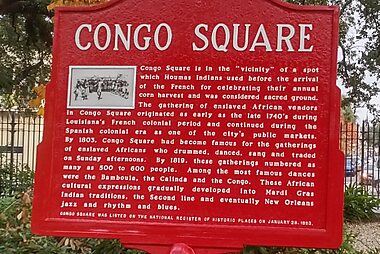 CONGO SQUARE
Congo Square is in the "vicinity" of a spot
which Houmas Indians used before the arrival
of the French for celebrating their annual
corn harvest and was considered sacred ground.
The gathering of enslaved African vendors
in Congo Square originated as early as the late 1740's during
Louisiana's French colonial period and continued during the
Spanish colonial era as one of the city's public markets.
By 1803, Congo Square had become famous for the gatherings
of enslaved Africans who drummed, danced, sang and traded
on Sunday afternoons. By 1819, these gatherings numbered as
many as 500 to 600 people. Among the most famous dances
were the Bamboula, the Calinda and the Congo. These African
cultural expressions gradually developed into Mardi Gras
Indian traditions, the Second line and eventually New Orleans
jazz and rhythm and blues.
CONGO SQUARE WAS LISTED ON THE NATIONAL REGISTER OF HISTORIC PLACES ON JANUARY 28, 1993.